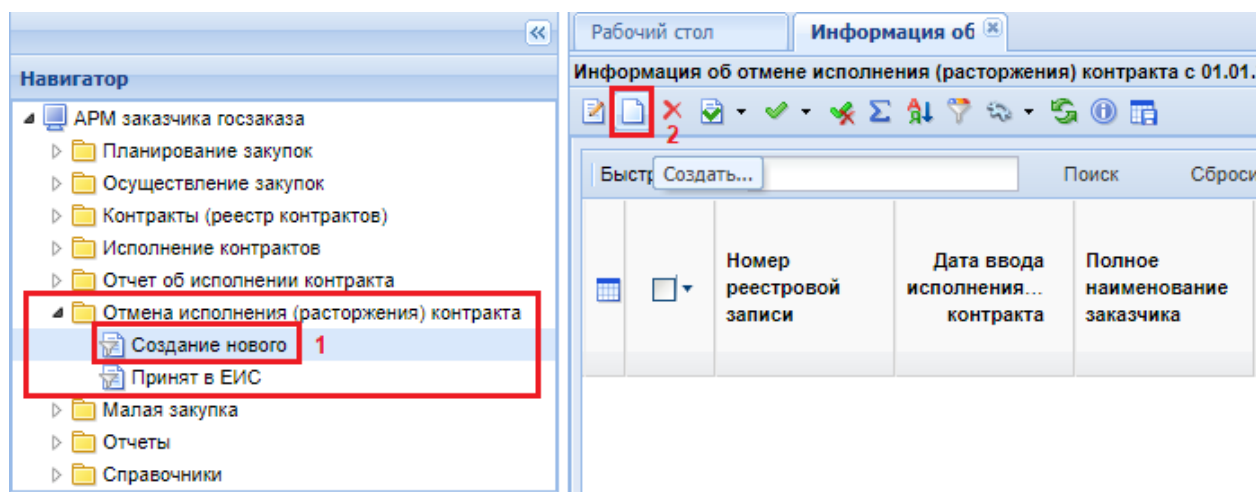 Навигатор
АРМ заказчика госзаказа
Планирование закупок
Осуществление закупок
Контракты (реестр контрактов)
Исполнение контрактов
Отчет об исполнении контракта
Отмена исполнения (расторжения) контракта
Создание нового 1
Принят в ЕИС
Малая закупка
Отчеты
Справочники
Рабочий стол Информация об
Информация об отмене исполнения (расторжения) контракта с 01.01.
2
Быстр Создать... Поиск Сброси
Номер реестровой записи
Дата ввода исполнения... контракта
Полное наименование заказчика